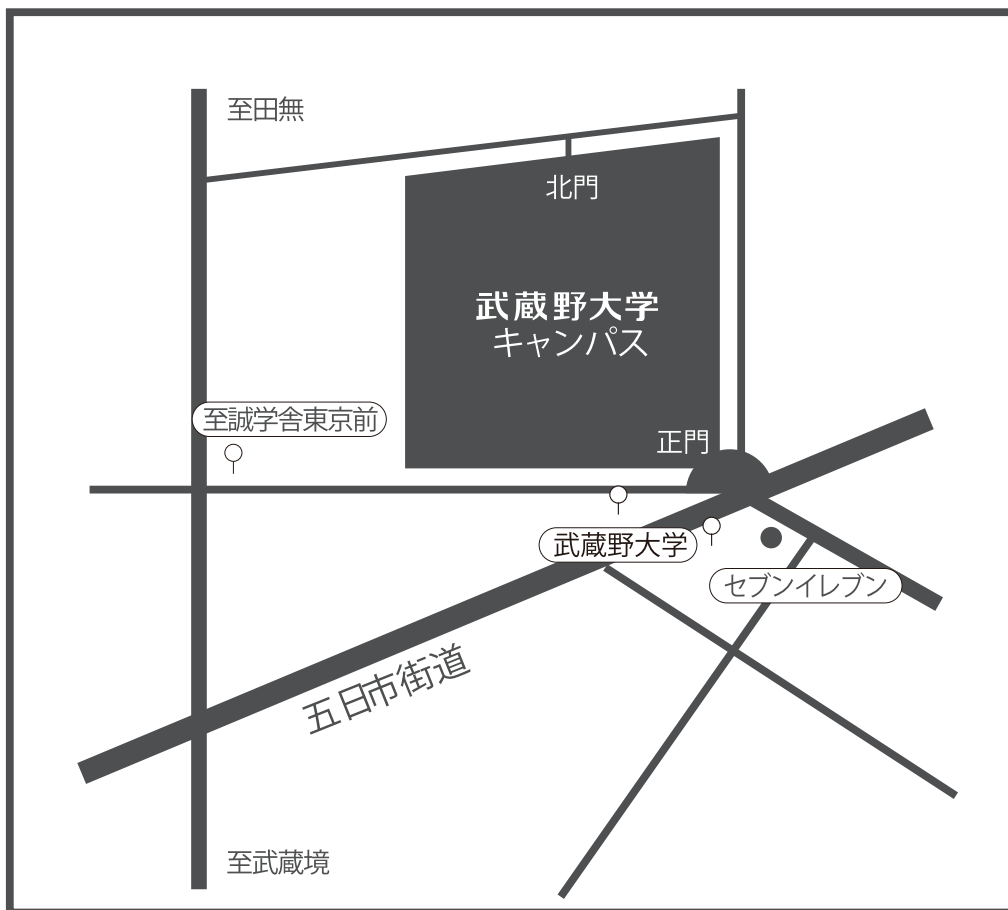 至田無
北門
武蔵野大学
キャンパス
至誠学舎東京前
正門
武蔵野大学
セブンイレブン
五日市街道
至武蔵境